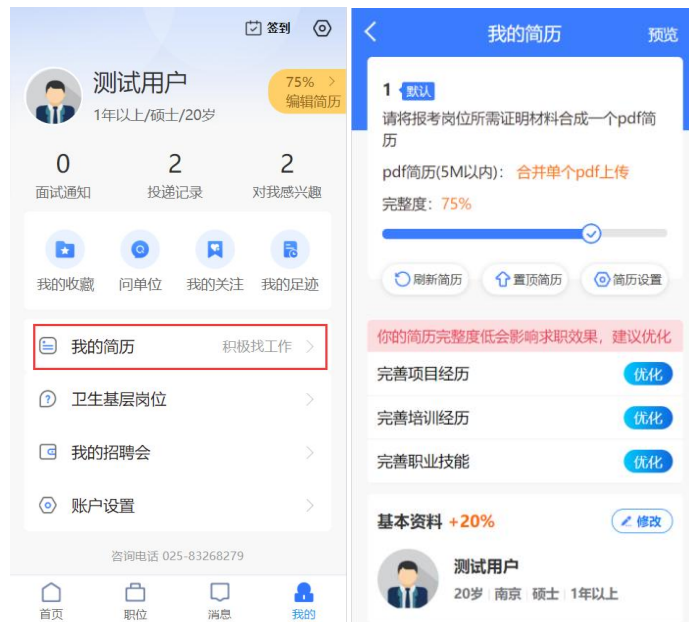 签到
测试用户
75% >
编辑简历
1年以上/硕士/20岁
0 2 2
面试通知 投递记录 对我感兴趣
我的收藏 问单位 我的关注 我的足迹
我的简历 积极找工作
卫生基层岗位
我的招聘会
账户设置
咨询电话 025-83268279
首页 职位 消息 我的
我的简历 预览
1 默认
请将报考岗位所需证明材料合成一个pdf简
历
pdf简历(5M以内)： 合并单个pdf上传
完整度：75%
刷新简历 置顶简历 简历设置
你的简历完整度低会影响求职效果，建议优化
完善项目经历 优化
完善培训经历 优化
完善职业技能 优化
基本资料 +20% 修改
测试用户
20岁 南京 硕士 1年以上